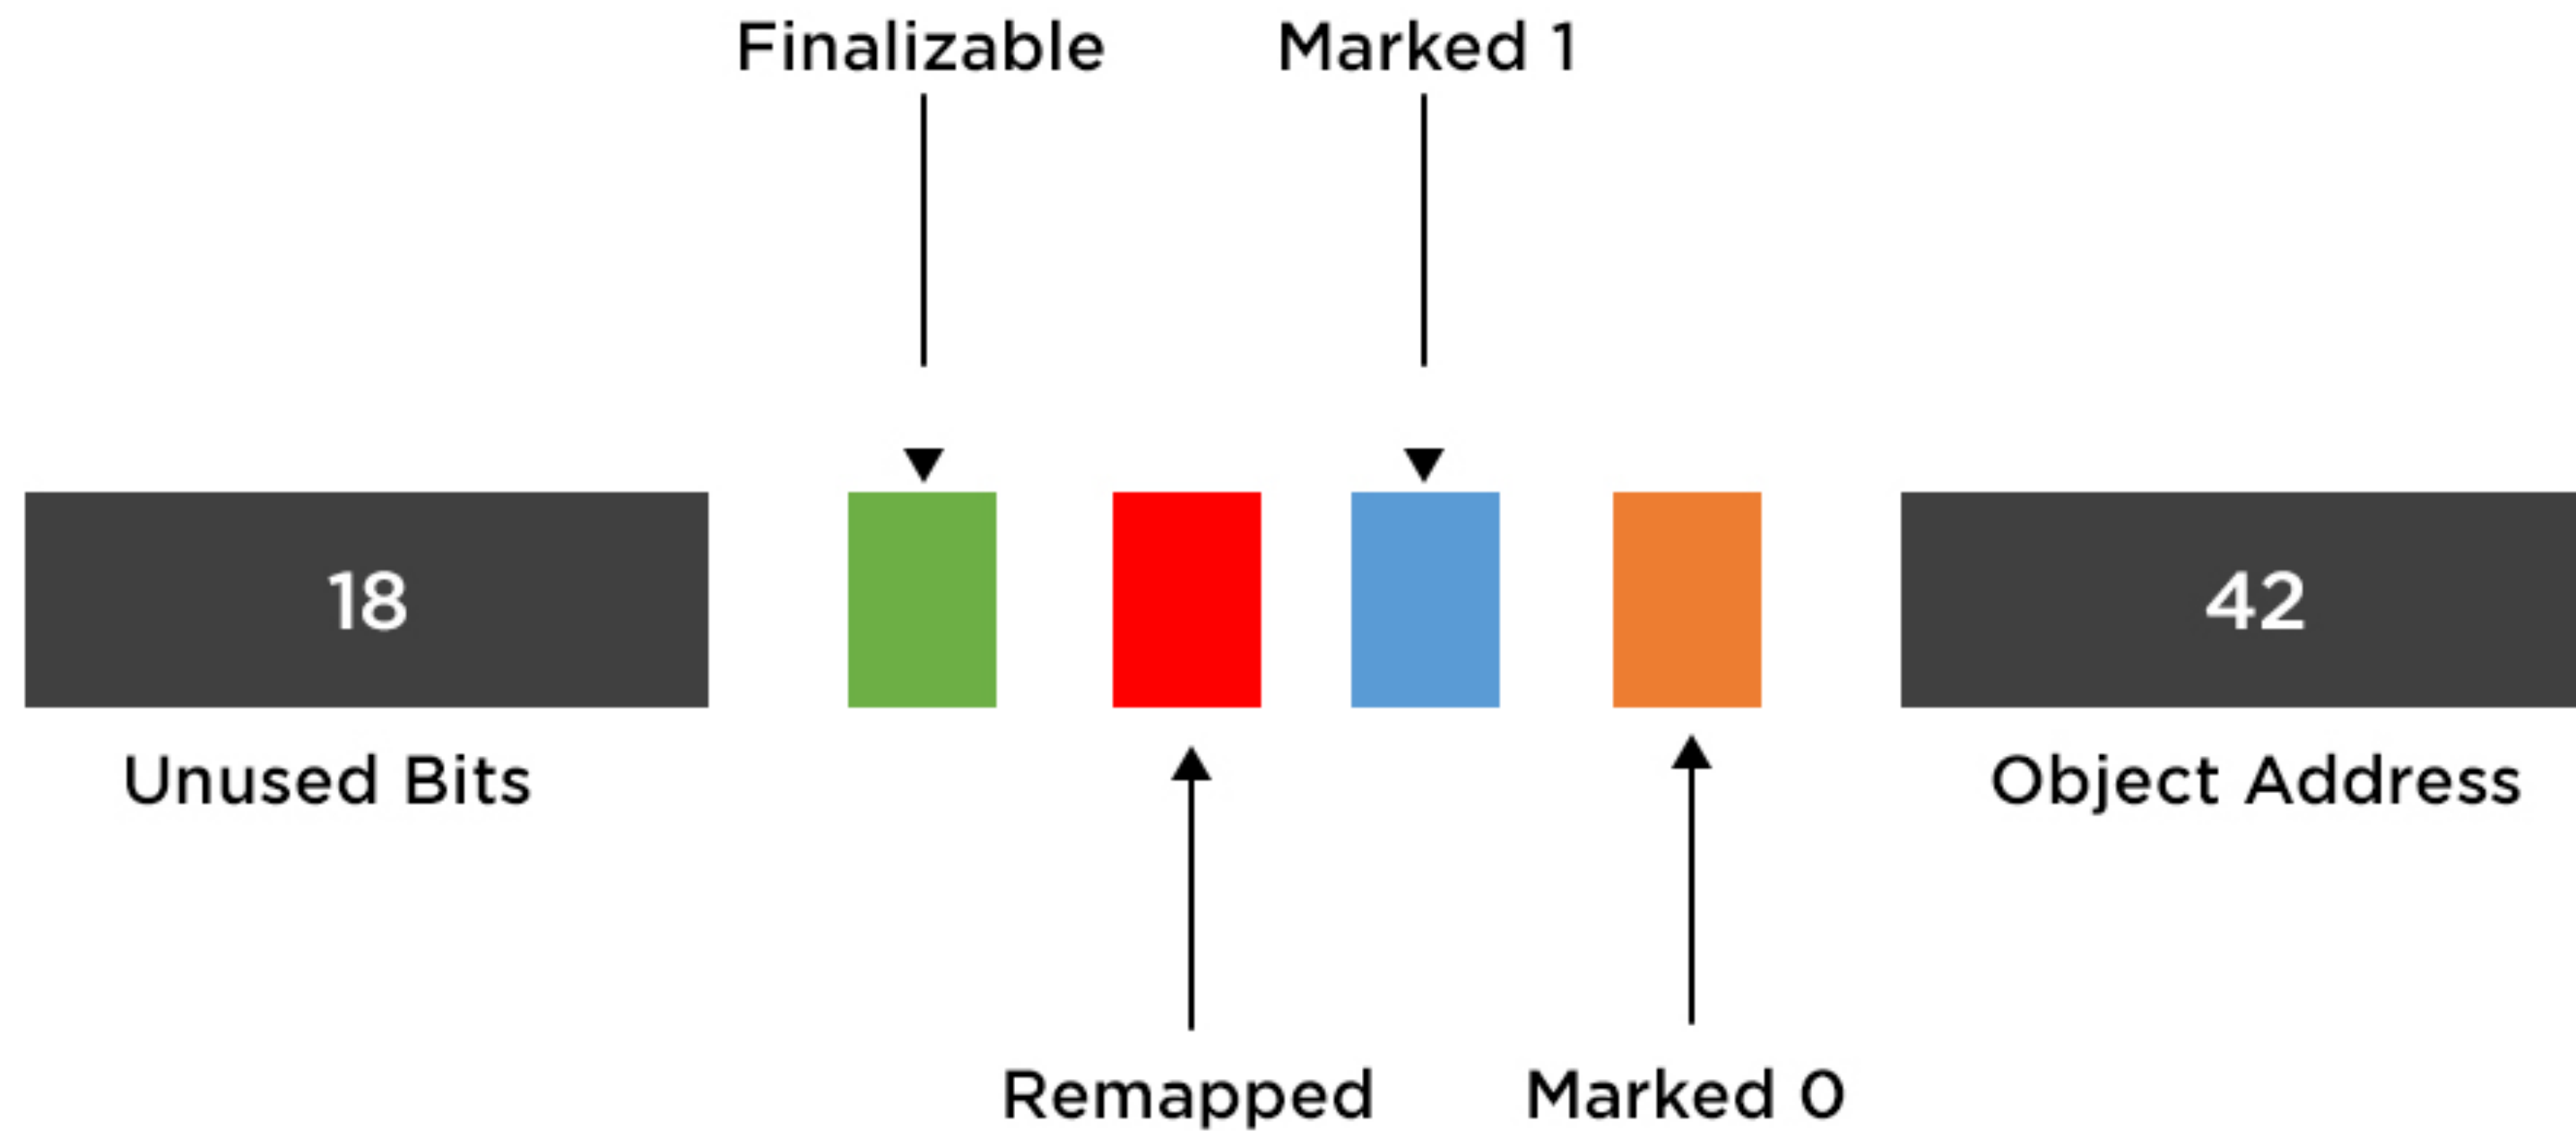 Finalizable
Marked 1
18
42
Unused Bits
Object Address
Remapped
Marked 0